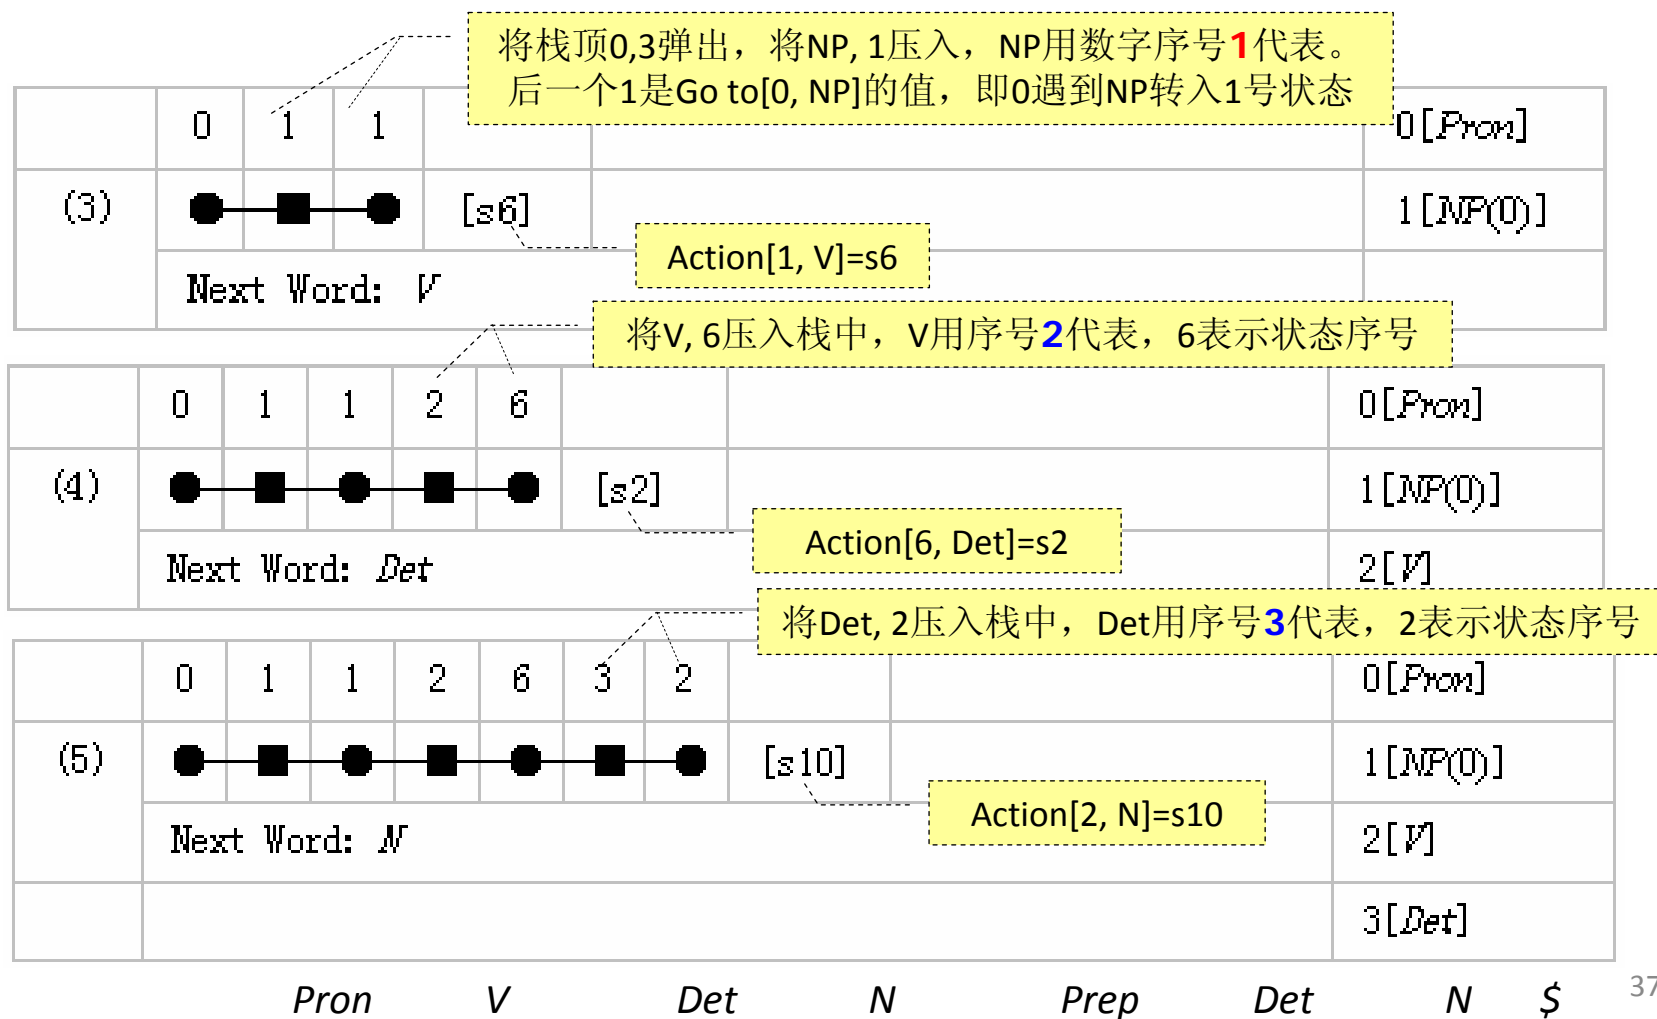 将栈顶0,3弹出，将NP, 1压入，NP用数字序号1代表。
后一个1是Go to[0, NP]的值，即0遇到NP转入1号状态
0 1 1 0[Pron]
(3) [s6] 1[NP(0)]
Action[1, V]=s6
Next Word: V
将V, 6压入栈中，V用序号2代表，6表示状态序号
0 1 1 2 6 0[Pron]
(4) [s2] 1[NP(0)]
Action[6, Det]=s2
Next Word: Det 2[V]
将Det, 2压入栈中，Det用序号3代表，2表示状态序号
0 1 1 2 6 3 2 0[Pron]
(5) [s10] 1[NP(0)]
Action[2, N]=s10
Next Word: N 2[V]
3[Det]
Pron V Det N Prep Det N $
37